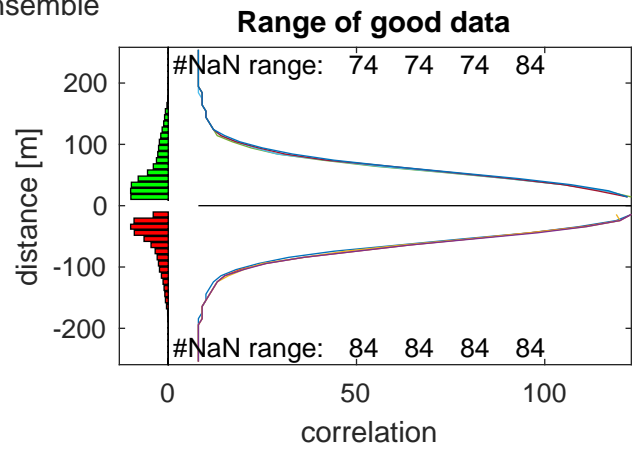 Range of good data
#NaN range: 74 74 74 84
200
100
0
-100
-200
distance [m]
#NaN range: 84 84 84 84
0 50 100
correlation